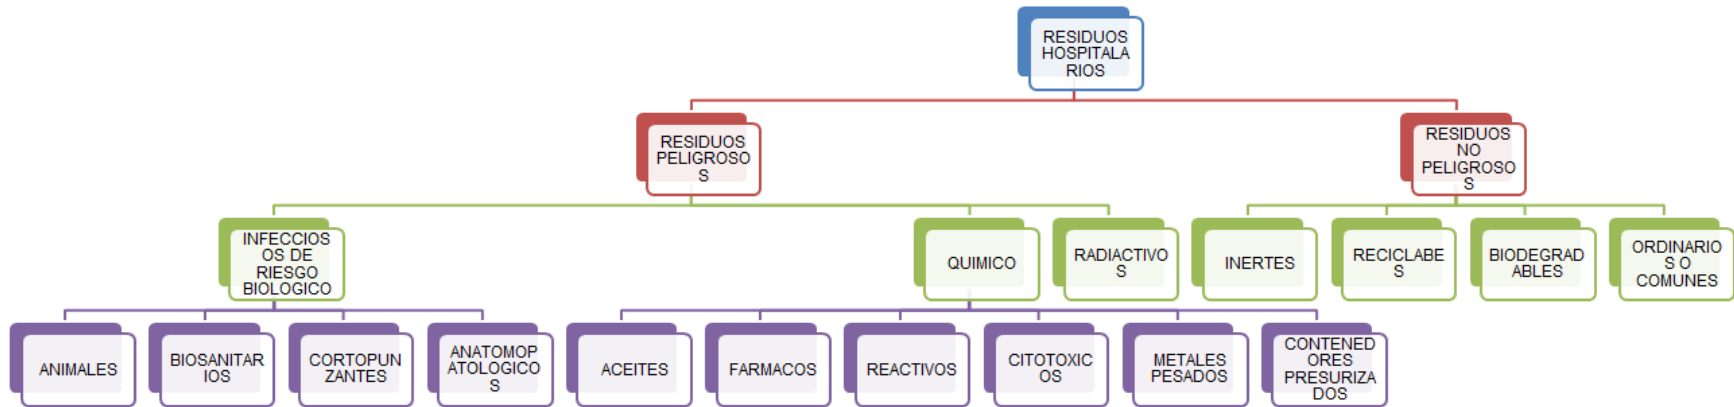 RESIDUOS
HOSPITALA
RIOS
RESIDUOS
PELIGROSO
S
RESIDUOS
NO
PELIGROSO
S
INFECCIOS
OS DE
RIESGO
BIOLOGICO
QUIMICO
RADIACTIVO
S
INERTES
RECICLABE
S
BIODEGRAD
ABLES
ORDINARIO
S O
COMUNES
ANIMALES
BIOSANITAR
IOS
CORTOPUN
ZANTES
ANATOMOP
ATOLOGICO
S
ACEITES
FARMACOS
REACTIVOS
CITOTOXIC
OS
METALES
PESADOS
CONTENED
ORES
PRESURIZA
DOS